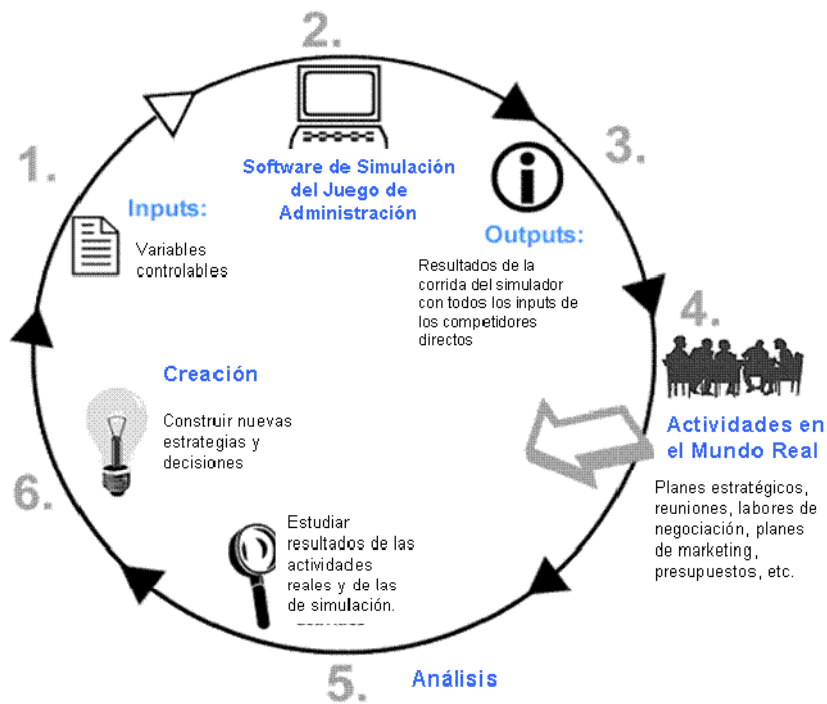 1.
Inputs:
Variables
controlables
2.
Software de Simulación
del Juego de
Administración
3.
Outputs:
Resultados de la
corrida del simulador
con todos los inputs de
los competidores
directos
4.
Actividades en
el Mundo Real
Planes estratégicos,
reuniones, labores de
negociación, planes
de marketing,
presupuestos, etc.
5.
Análisis
Estudiar
resultados de las
actividades
reales y de las
de simulación.
6.
Creación
Construir nuevas
estrategias y
decisiones